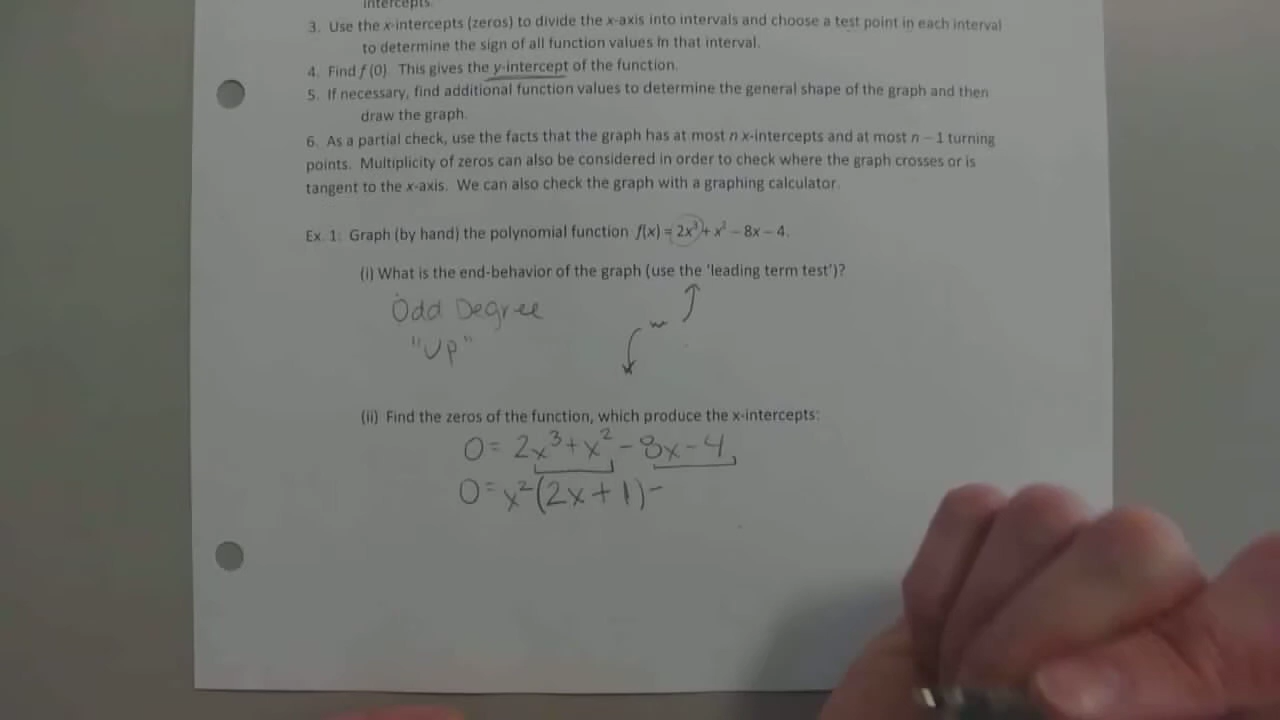 intercepts.
3. Use the x-intercepts (zeros) to divide the x-axis into intervals and choose a test point in each interval
to determine the sign of all function values in that interval.
4. Find f (0). This gives the y-intercept of the function.
5. If necessary, find additional function values to determine the general shape of the graph and then
draw the graph.
6. As a partial check, use the facts that the graph has at most n x-intercepts and at most n – 1 turning
points. Multiplicity of zeros can also be considered in order to check where the graph crosses or is
tangent to the x-axis. We can also check the graph with a graphing calculator.
Ex. 1: Graph (by hand) the polynomial function f(x) = 2x³ + x² – 8x – 4.
(i) What is the end-behavior of the graph (use the 'leading term test')?
Odd Degree
"Up"
(ii) Find the zeros of the function, which produce the x-intercepts:
0 = 2x³ + x² - 8x - 4
0 = x²(2x + 1) -